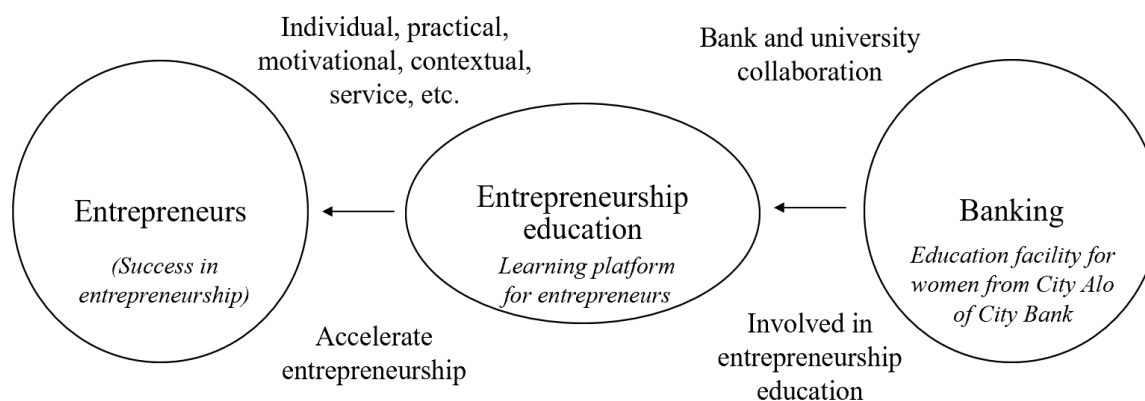 Individual, practical,
motivational, contextual,
service, etc.
Bank and university
collaboration
Entrepreneurs
(Success in
entrepreneurship)
Entrepreneurship
education
Learning platform
for entrepreneurs
Banking
Education facility for
women from City Alo
of City Bank
Accelerate
entrepreneurship
Involved in
entrepreneurship
education